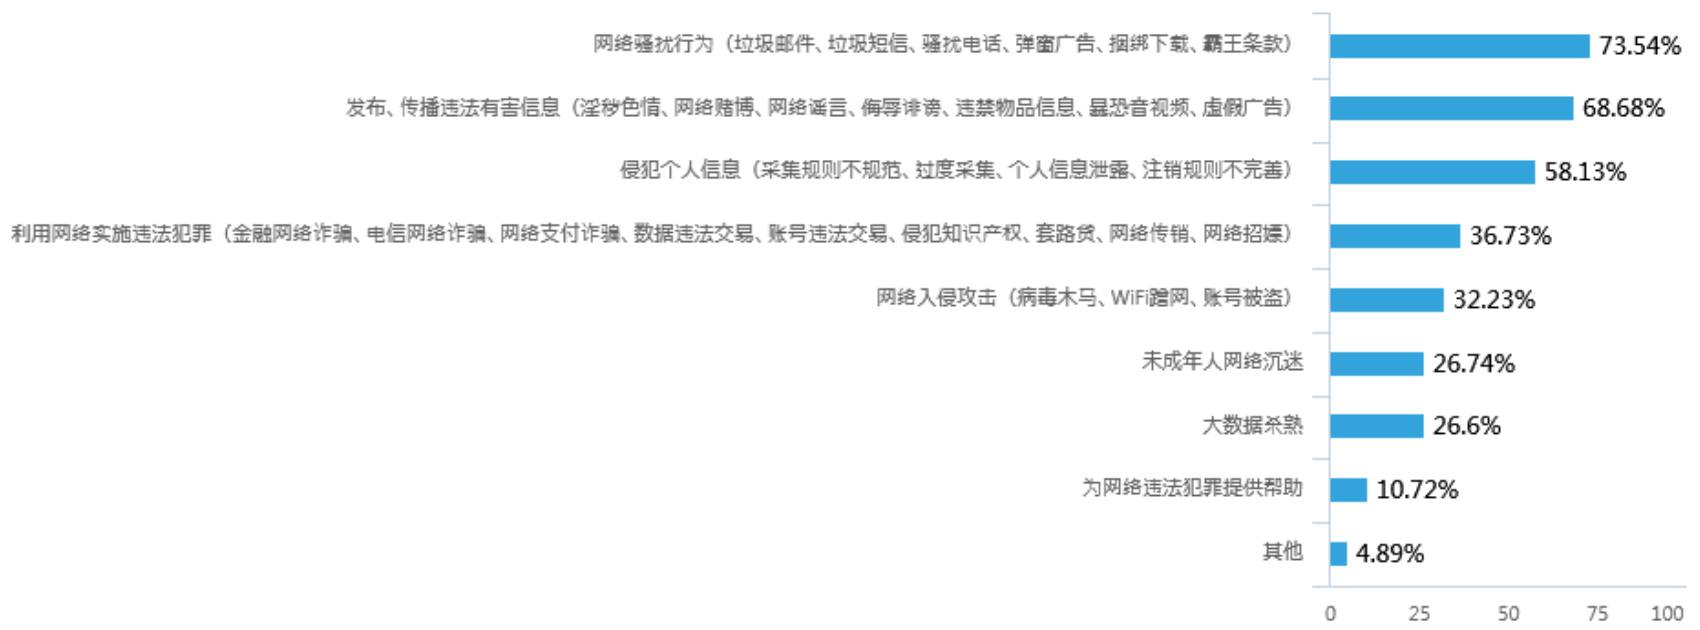 网络骚扰行为（垃圾邮件、垃圾短信、骚扰电话、弹窗广告、捆绑下载、霸王条款） 73.54%
发布、传播违法有害信息（淫秽色情、网络赌博、网络谣言、侮辱诽谤、违禁物品信息、暴恐音视频、虚假广告） 68.68%
侵犯个人信息（采集规则不规范、过度采集、个人信息泄露、注销规则不完善） 58.13%
利用网络实施违法犯罪（金融网络诈骗、电信网络诈骗、网络支付诈骗、数据违法交易、账号违法交易、侵犯知识产权、套路贷、网络传销、网络招嫖） 36.73%
网络入侵攻击（病毒木马、WiFi蹭网、账号被盗） 32.23%
未成年人网络沉迷 26.74%
大数据杀熟 26.6%
为网络违法犯罪提供帮助 10.72%
其他 4.89%
0 25 50 75 100